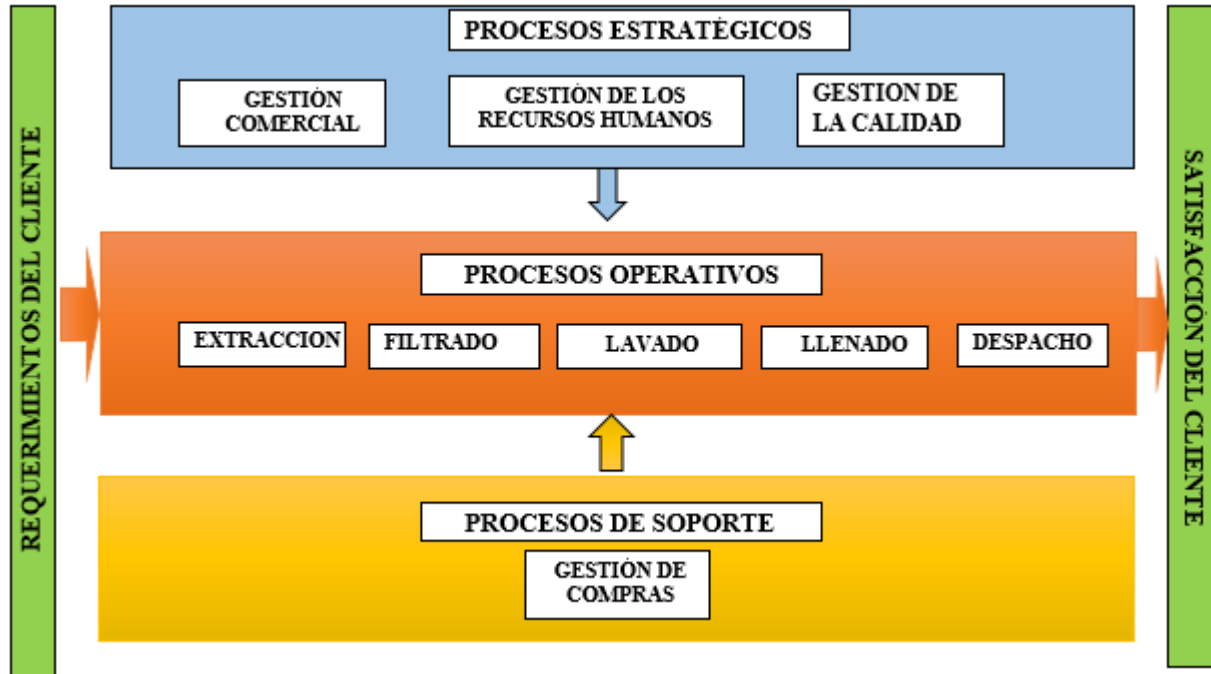 REQUERIMIENTOS DEL CLIENTE
PROCESOS ESTRATÉGICOS
GESTIÓN
COMERCIAL
GESTIÓN DE LOS
RECURSOS HUMANOS
GESTION DE
LA CALIDAD
PROCESOS OPERATIVOS
EXTRACCION
FILTRADO
LAVADO
LLENADO
DESPACHO
PROCESOS DE SOPORTE
GESTIÓN DE
COMPRAS
SATISFACCIÓN DEL CLIENTE